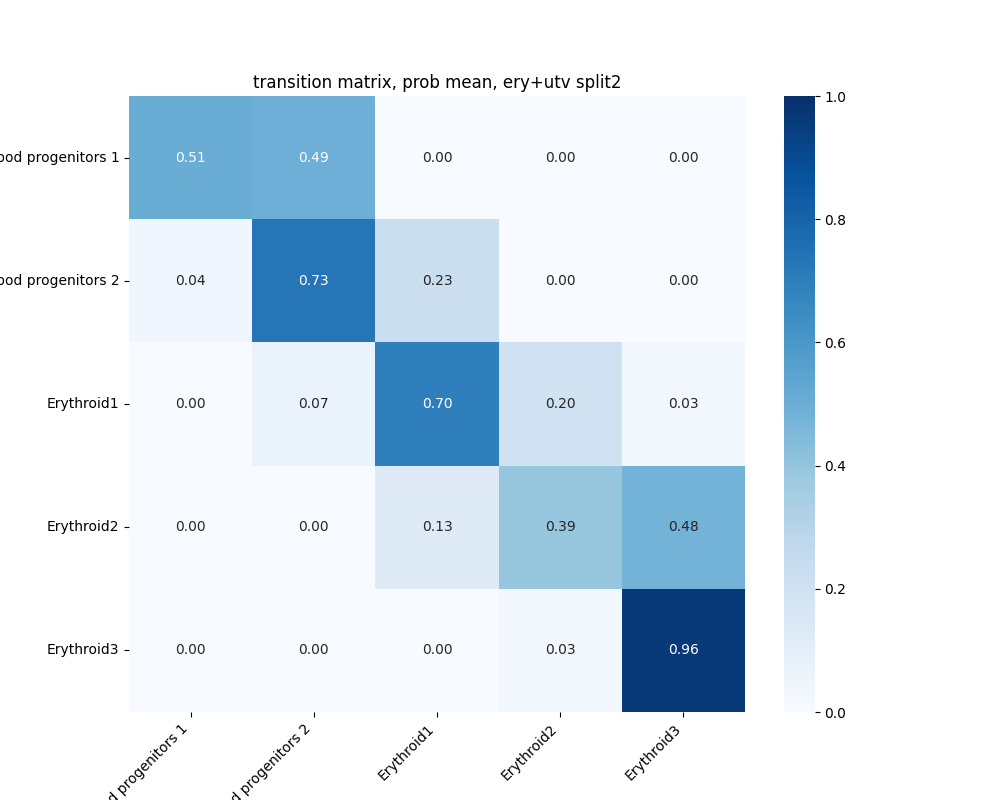 transition matrix, prob mean, ery+utv split2
1.0
ood progenitors 1 0.51 0.49 0.00 0.00 0.00
0.8
ood progenitors 2 0.04 0.73 0.23 0.00 0.00
0.6
Erythroid1 0.00 0.07 0.70 0.20 0.03
0.4
Erythroid2 0.00 0.00 0.13 0.39 0.48
0.2
Erythroid3 0.00 0.00 0.00 0.03 0.96
0.0
d progenitors 1
d progenitors 2
Erythroid1
Erythroid2
Erythroid3